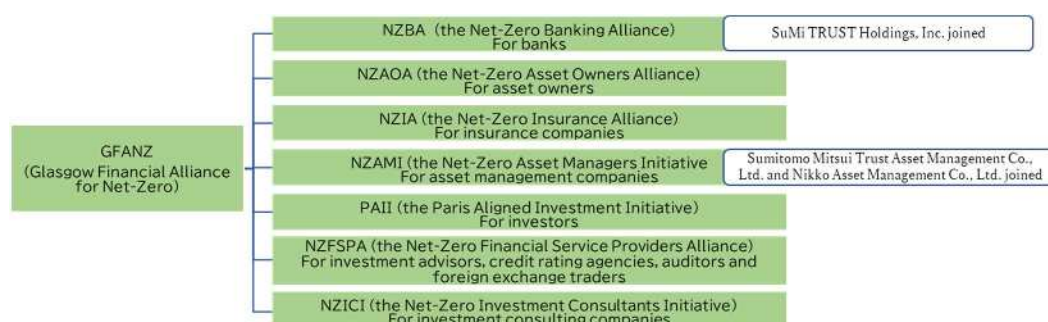 NZBA (the Net-Zero Banking Alliance)
For banks
SuMi TRUST Holdings, Inc. joined
NZAOA (the Net-Zero Asset Owners Alliance)
For asset owners
NZIA (the Net-Zero Insurance Alliance)
For insurance companies
GFANZ
(Glasgow Financial Alliance
for Net-Zero)
NZAMI (the Net-Zero Asset Managers Initiative
For asset management companies
Sumitomo Mitsui Trust Asset Management Co.,
Ltd. and Nikko Asset Management Co., Ltd. joined
PAII (the Paris Aligned Investment Initiative)
For investors
NZFSPA (the Net-Zero Financial Service Providers Alliance)
For investment advisors, credit rating agencies, auditors and
foreign exchange traders
NZICI (the Net-Zero Investment Consultants Initiative)
For investment consulting companies